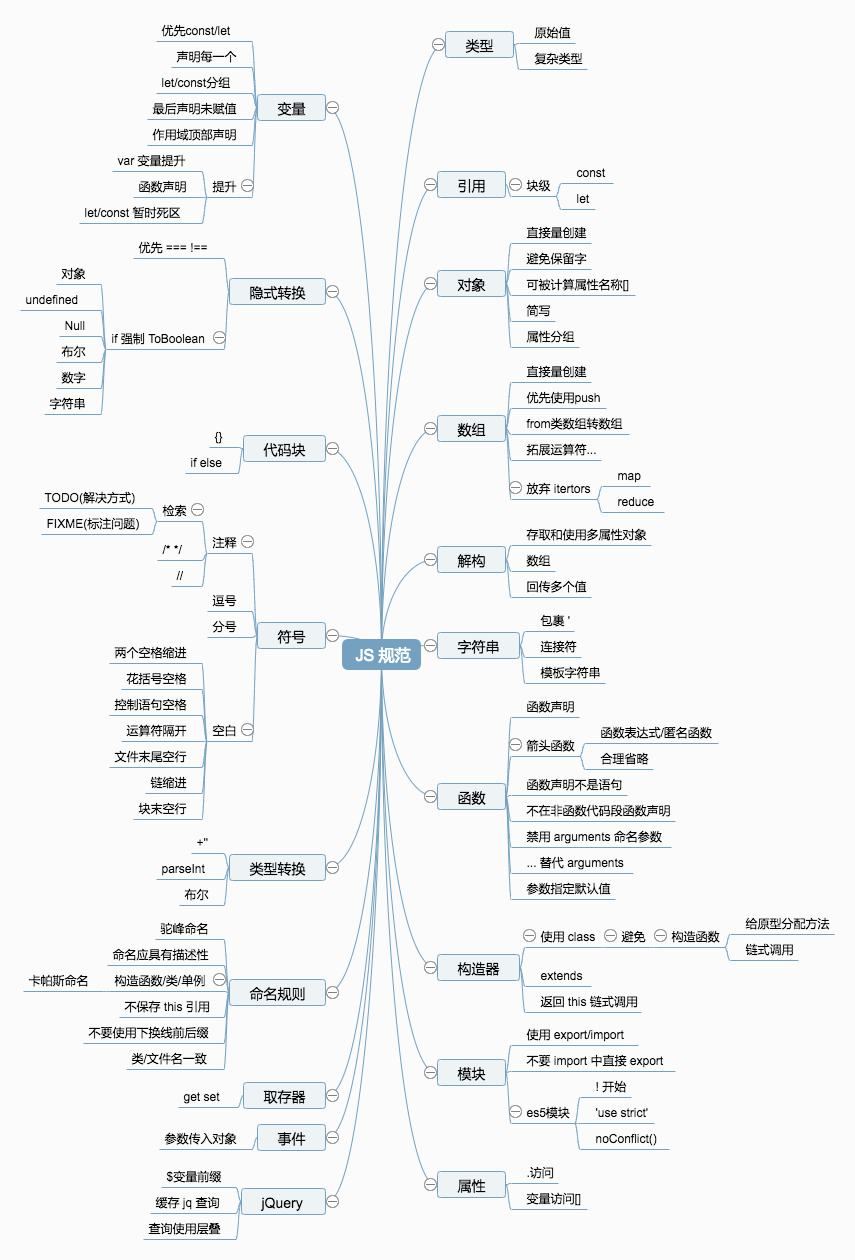 JS 规范
类型
原始值
复杂类型
引用
块级
const
let
对象
直接量创建
避免保留字
可被计算属性名称[]
简写
属性分组
数组
直接量创建
优先使用push
from类数组转数组
拓展运算符...
放弃 itertors
map
reduce
解构
存取和使用多属性对象
数组
回传多个值
字符串
包裹 '
连接符
模板字符串
函数
函数声明
箭头函数
函数表达式/匿名函数
合理省略
函数声明不是语句
不在非函数代码段函数声明
禁用 arguments 命名参数
... 替代 arguments
参数指定默认值
构造器
使用 class
避免
构造函数
给原型分配方法
链式调用
extends
返回 this 链式调用
模块
使用 export/import
不要 import 中直接 export
es5模块
! 开始
'use strict'
noConflict()
属性
.访问
变量访问[]
变量
优先const/let
声明每一个
let/const分组
最后声明未赋值
作用域顶部声明
提升
var 变量提升
函数声明
let/const 暂时死区
隐式转换
优先 === !==
if 强制 ToBoolean
对象
undefined
Null
布尔
数字
字符串
代码块
{}
if else
符号
注释
检索
TODO(解决方式)
FIXME(标注问题)
/* */
//
逗号
分号
空白
两个空格缩进
花括号空格
控制语句空格
运算符隔开
文件末尾空行
链缩进
块末空行
类型转换
+''
parseInt
布尔
命名规则
驼峰命名
命名应具有描述性
构造函数/类/单例
卡帕斯命名
不保存 this 引用
不要使用下换线前后缀
类/文件名一致
取存器
get set
事件
参数传入对象
jQuery
$变量前缀
缓存 jq 查询
查询使用层叠